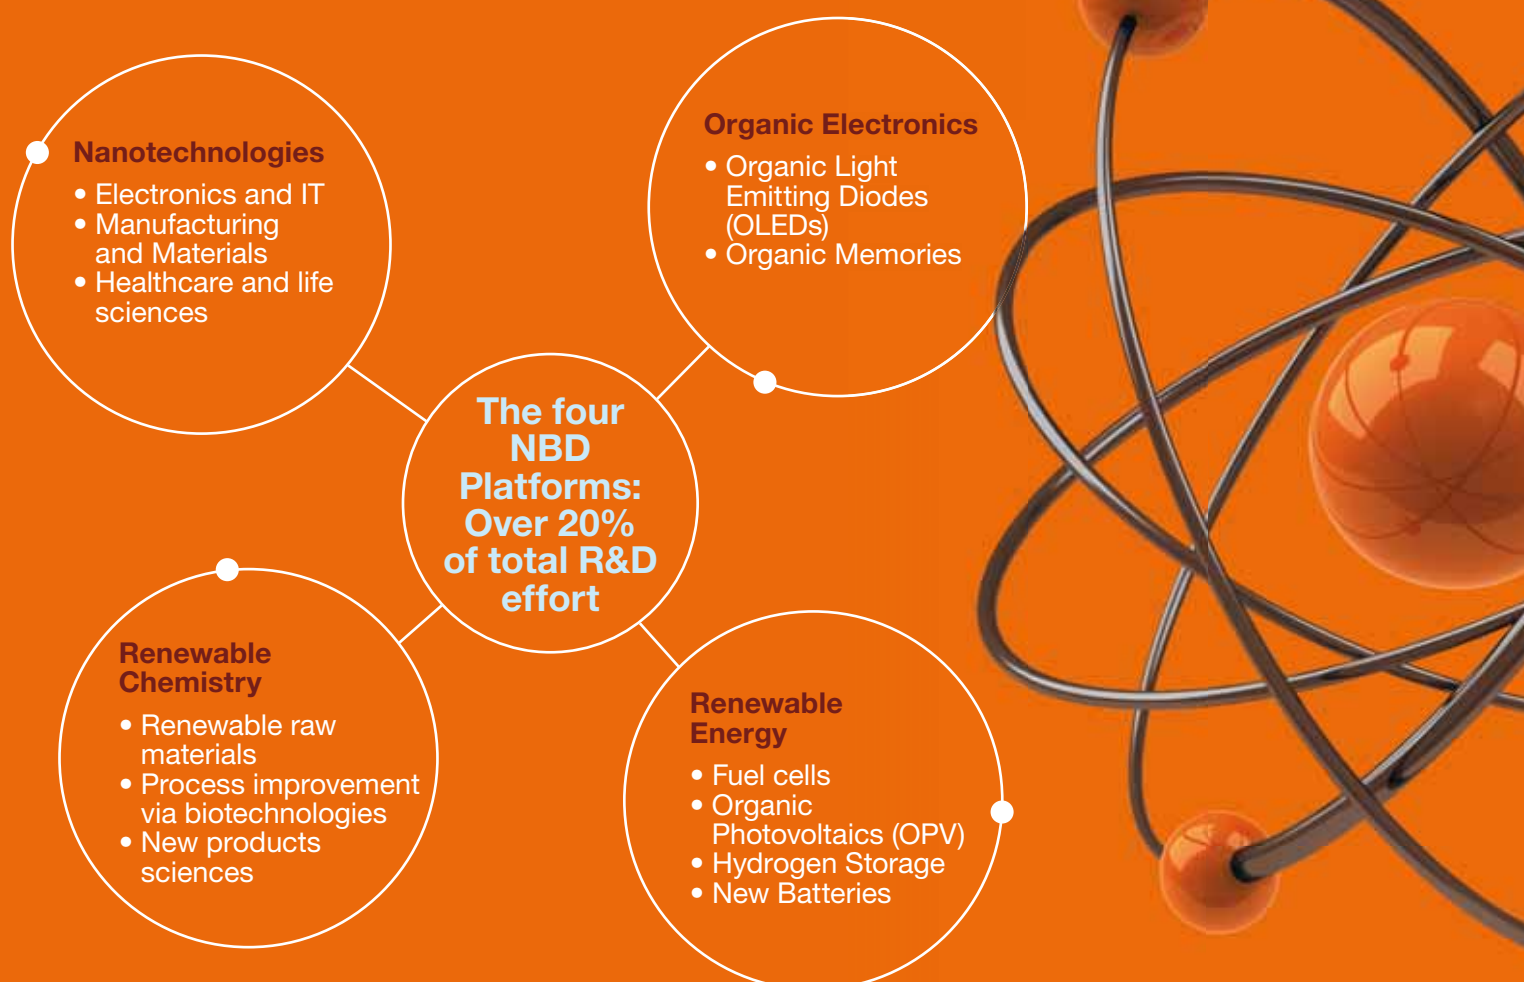 Nanotechnologies
• Electronics and IT
• Manufacturing
and Materials
• Healthcare and life
sciences
Organic Electronics
• Organic Light
Emitting Diodes
(OLEDs)
• Organic Memories
The four
NBD
Platforms:
Over 20%
of total R&D
effort
Renewable
Chemistry
• Renewable raw
materials
• Process improvement
via biotechnologies
• New products
sciences
Renewable
Energy
• Fuel cells
• Organic
Photovoltaics (OPV)
• Hydrogen Storage
• New Batteries